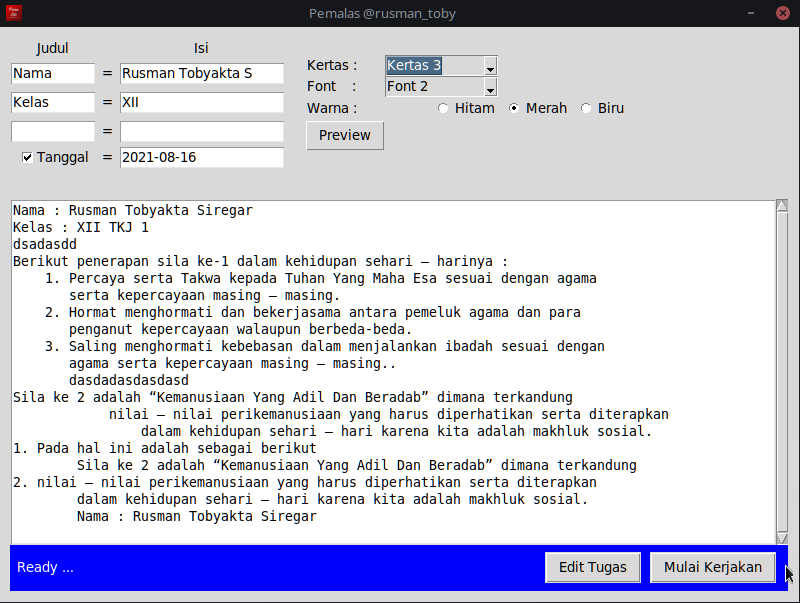 Pemalas @rusman_toby
Judul Isi
Nama = Rusman Tobyakta S
Kelas = XII
=
Tanggal = 2021-08-16
Kertas : Kertas 3
Font : Font 2
Warna : Hitam Merah Biru
Preview
Nama : Rusman Tobyakta Siregar
Kelas : XII TKJ 1
dsadasdd
Berikut penerapan sila ke-1 dalam kehidupan sehari – harinya :
1. Percaya serta Takwa kepada Tuhan Yang Maha Esa sesuai dengan agama
serta kepercayaan masing – masing.
2. Hormat menghormati dan bekerjasama antara pemeluk agama dan para
penganut kepercayaan walaupun berbeda-beda.
3. Saling menghormati kebebasan dalam menjalankan ibadah sesuai dengan
agama serta kepercayaan masing – masing..
dasdadasdasdasd
Sila ke 2 adalah “Kemanusiaan Yang Adil Dan Beradab” dimana terkandung
nilai – nilai perikemanusiaan yang harus diperhatikan serta diterapkan
dalam kehidupan sehari – hari karena kita adalah makhluk sosial.
1. Pada hal ini adalah sebagai berikut
Sila ke 2 adalah “Kemanusiaan Yang Adil Dan Beradab” dimana terkandung
2. nilai – nilai perikemanusiaan yang harus diperhatikan serta diterapkan
dalam kehidupan sehari – hari karena kita adalah makhluk sosial.
Nama : Rusman Tobyakta Siregar
Ready ... Edit Tugas Mulai Kerjakan